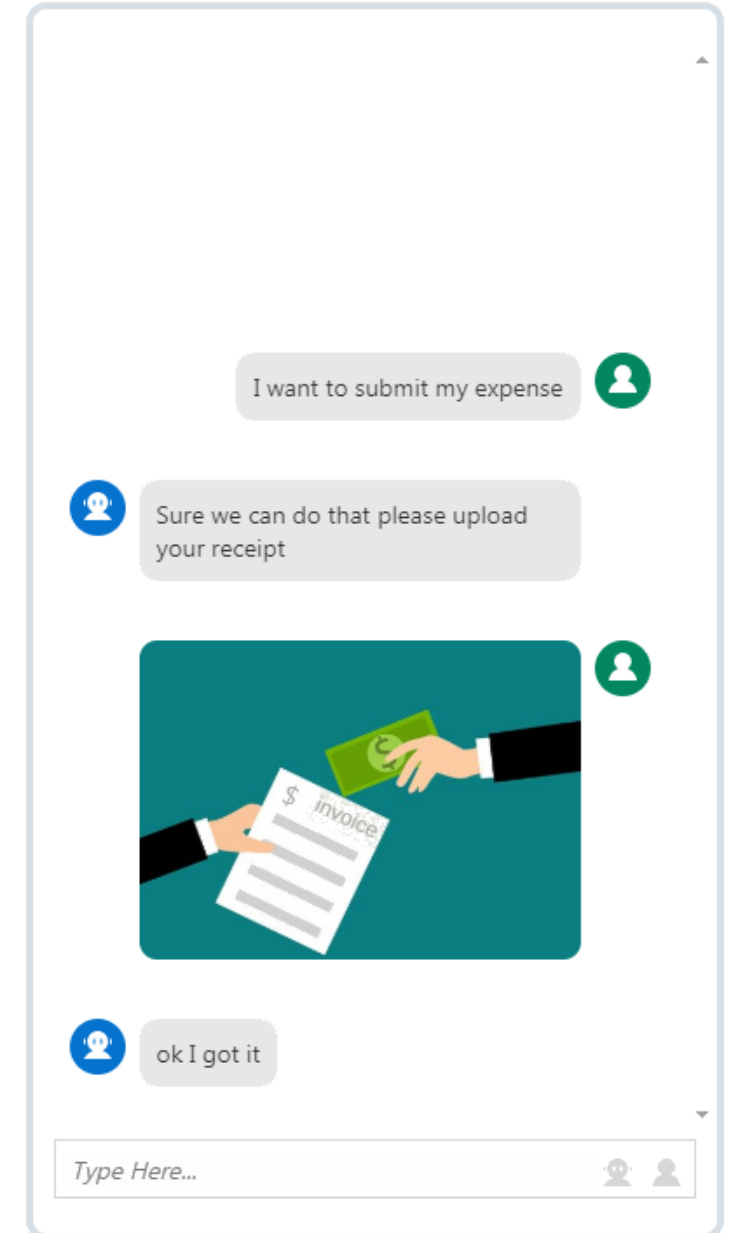 I want to submit my expense
Sure we can do that please upload
your receipt
$ invoice
$
ok I got it
Type Here...